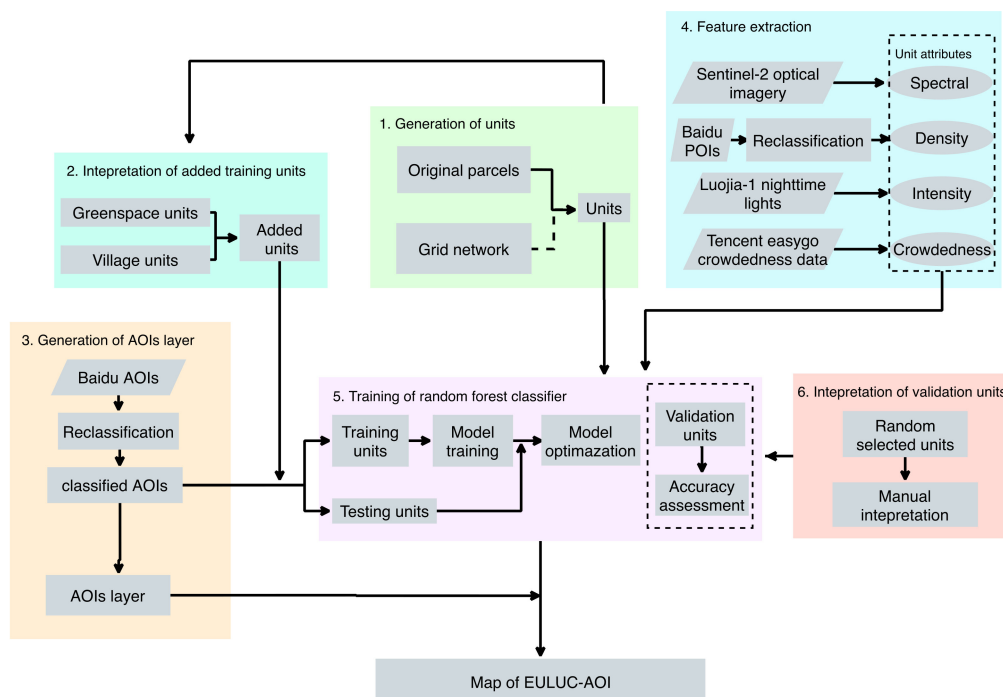 1. Generation of units
Original parcels
Grid network
Units
2. Intepretation of added training units
Greenspace units
Village units
Added
units
3. Generation of AOIs layer
Baidu AOIs
Reclassification
classified AOIs
AOIs layer
4. Feature extraction
Unit attributes
Sentinel-2 optical
imagery
Spectral
Baidu
POIs
Reclassification
Density
Luojia-1 nighttime
lights
Intensity
Tencent easygo
crowdedness data
Crowdedness
5. Training of random forest classifier
Training
units
Model
training
Model
optimazation
Testing units
Validation
units
Accuracy
assessment
6. Intepretation of validation units
Random
selected units
Manual
intepretation
Map of EULUC-AOI